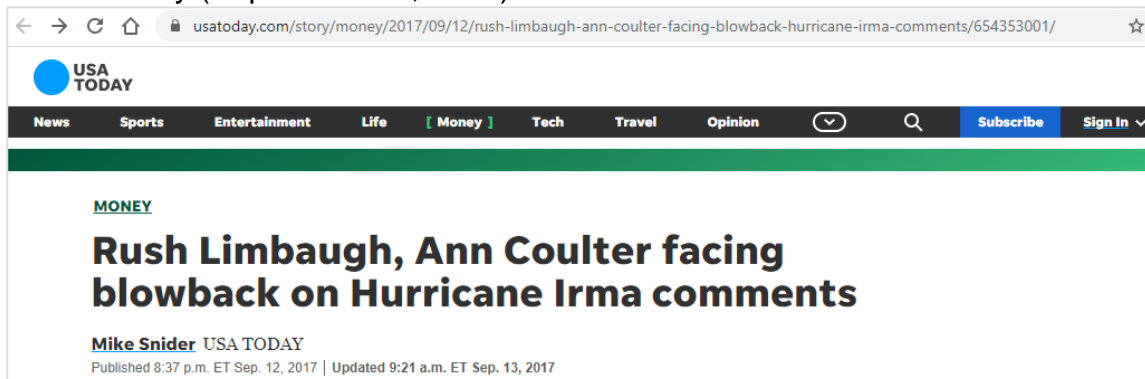 usatoday.com/story/money/2017/09/12/rush-limbaugh-ann-coulter-facing-blowback-hurricane-irma-comments/654353001/
USA
TODAY
News Sports Entertainment Life [ Money ] Tech Travel Opinion Subscribe Sign In
MONEY
Rush Limbaugh, Ann Coulter facing
blowback on Hurricane Irma comments
Mike Snider USA TODAY
Published 8:37 p.m. ET Sep. 12, 2017 | Updated 9:21 a.m. ET Sep. 13, 2017